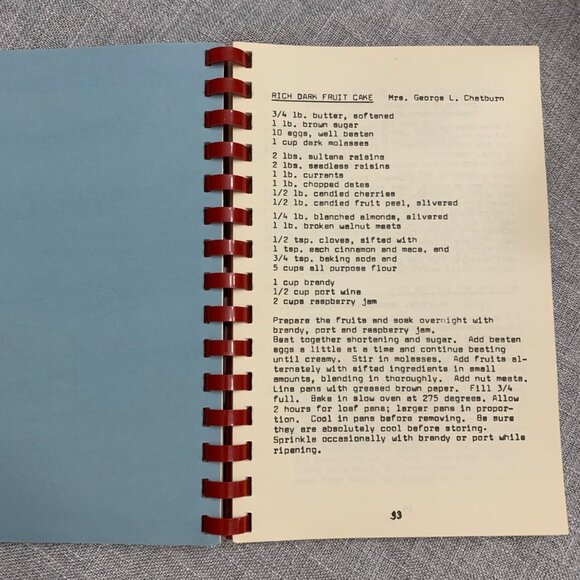 RICH DARK FRUIT CAKE Mrs. George L. Chatburn
3/4 lb. butter, softened
1 lb. brown sugar
10 eggs, well beaten
1 cup dark molasses
2 lbs. sultana raisins
2 lbs. seedless raisins
1 lb. currants
1 lb. chopped dates
1/2 lb. candied cherries
1/2 lb. candied fruit peel, slivered
1/4 lb. blanched almonds, slivered
1 lb. broken walnut meats
1/2 tsp. cloves, sifted with
1 tsp. each cinnamon and mace, and
3/4 tsp. baking soda and
5 cups all purpose flour
1 cup brandy
1/2 cup port wine
2 cups raspberry jam
Prepare the fruits and soak overnight with
brandy, port and raspberry jam.
Beat together shortening and sugar. Add beaten
eggs a little at a time and continue beating
until creamy. Stir in molasses. Add fruits al-
ternately with sifted ingredients in small
amounts, blending in thoroughly. Add nut meats.
Line pans with greased brown paper. Fill 3/4
full. Bake in slow oven at 275 degrees. Allow
2 hours for loaf pans; larger pans in propor-
tion. Cool in pans before removing. Be sure
they are absolutely cool before storing.
Sprinkle occasionally with brandy or port while
ripening.
93